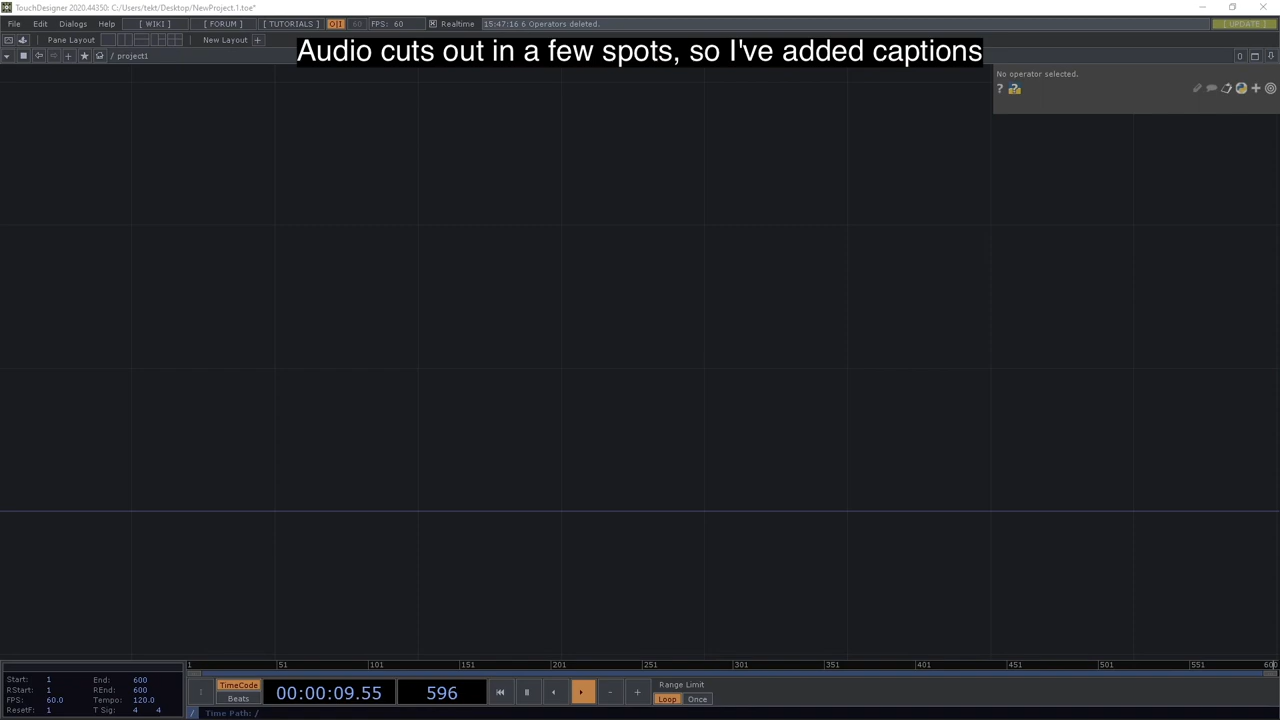 TouchDesigner 2020.44350: C:/Users/tekt/Desktop/NewProject.1.toe*
File Edit Dialogs Help [ WIKI ] [ FORUM ] [ TUTORIALS ] O|I 60 FPS: 60 Realtime 15:47:16 6 Operators deleted. [ UPDATE ]
Pane Layout New Layout +
/ project1
Audio cuts out in a few spots, so I've added captions
0
No operator selected.
1 51 101 151 201 251 301 351 401 451 501 551 600
Start: 1 End: 600
RStart: 1 REnd: 600
FPS: 60.0 Tempo: 120.0
ResetF: 1 T Sig: 4 4
TimeCode
Beats
00:00:09.55 596
- +
Range Limit
Loop Once
/ Time Path: /